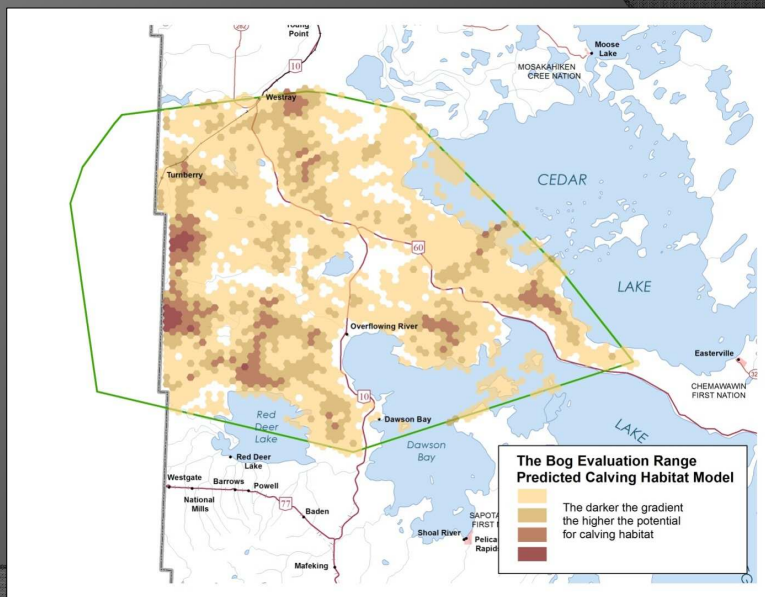 Young
Point
282
10
Moose
Lake
MOSAKAHIKEN
CREE NATION
Westray
Turnberry
CEDAR
60
LAKE
Overflowing River
Easterville
CHEMAWAWIN
FIRST NATION
10
Red
Deer
Lake
Dawson Bay
Dawson
Bay
LAKE
Red Deer
Lake
Westgate
Barrows
Powell
National
Mills
77
Baden
Shoal River
Mafeking
The Bog Evaluation Range
Predicted Calving Habitat Model
The darker the gradient
the higher the potential
for calving habitat